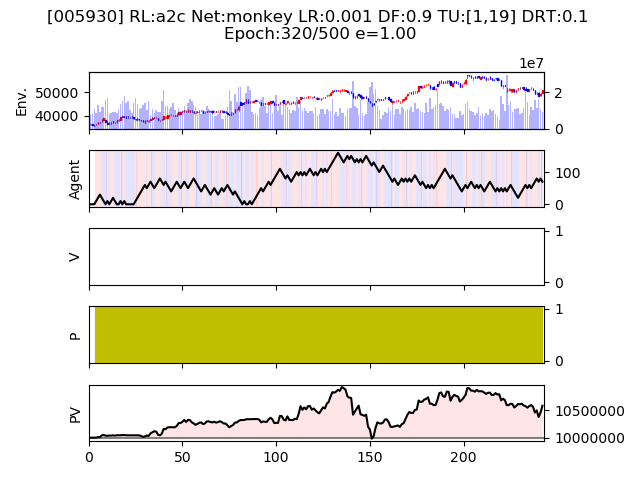 [005930] RL:a2c Net:monkey LR:0.001 DF:0.9 TU:[1,19] DRT:0.1
Epoch:320/500 e=1.00
1e7
Env.
50000
40000
2
0
Agent
100
0
V
1
0
P
1
0
PV
10500000
10000000
0
50
100
150
200